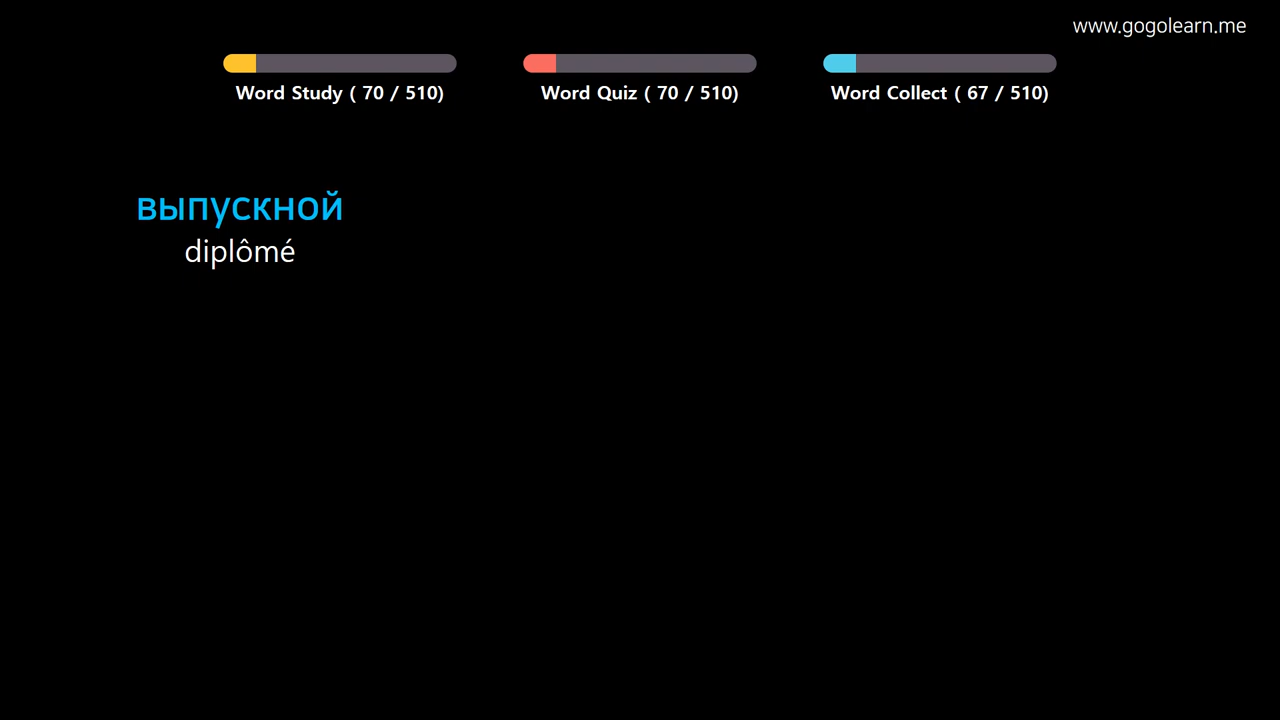 www.gogolearn.me
Word Study ( 70 / 510)
Word Quiz ( 70 / 510)
Word Collect ( 67 / 510)
выпускной
diplômé